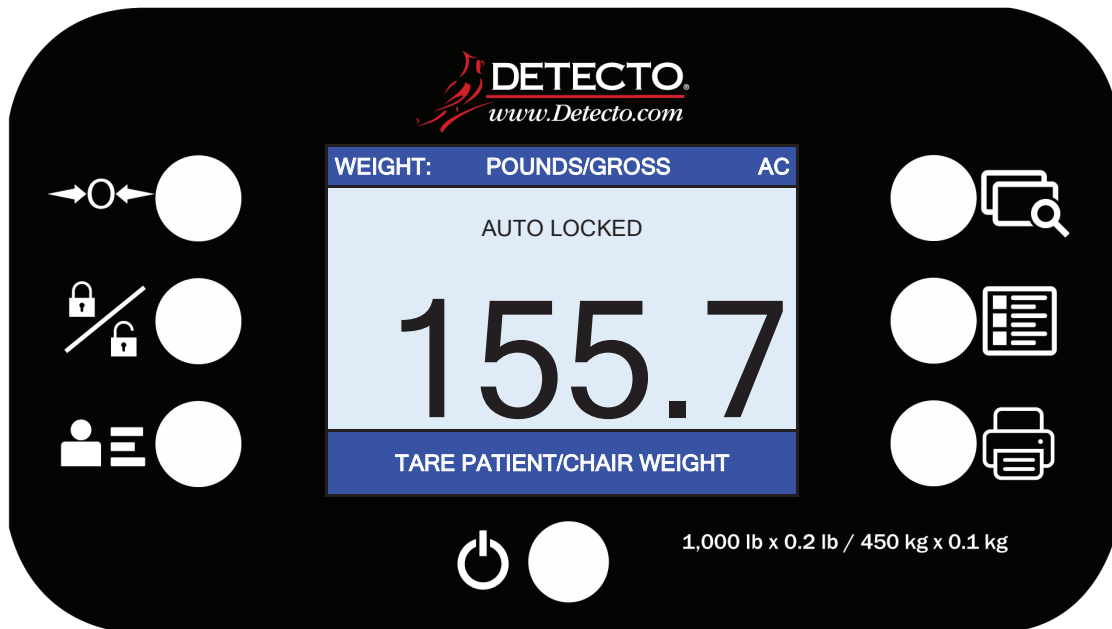 DETECTO®
www.Detecto.com
WEIGHT: POUNDS/GROSS AC
AUTO LOCKED
155.7
TARE PATIENT/CHAIR WEIGHT
1,000 lb x 0.2 lb / 450 kg x 0.1 kg